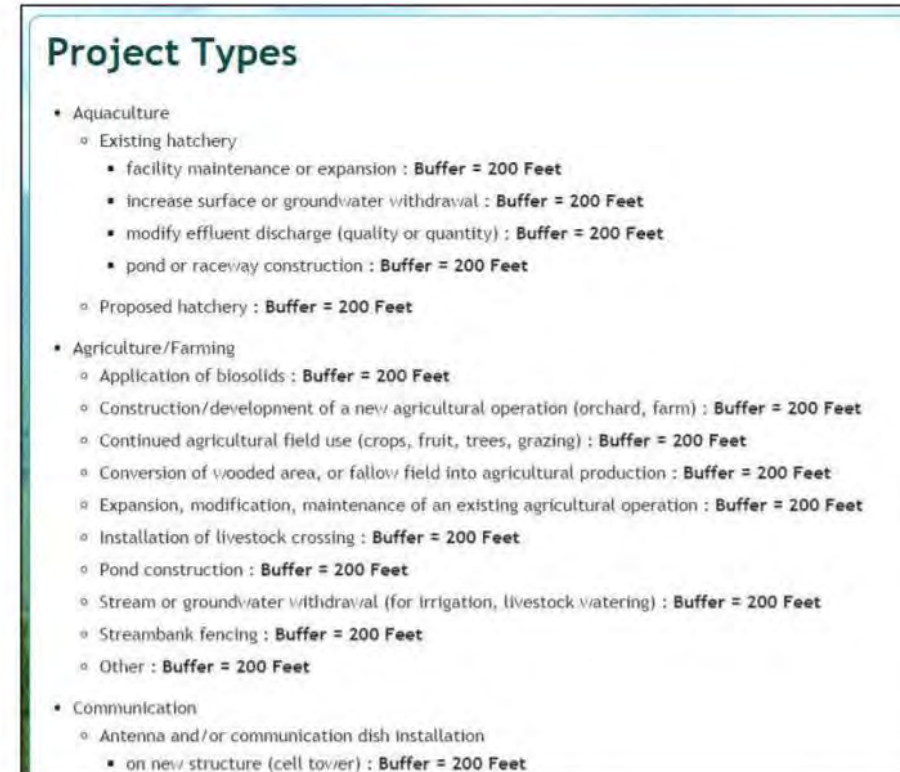 Project Types
• Aquaculture
◦ Existing hatchery
▪ facility maintenance or expansion : Buffer = 200 Feet
▪ increase surface or groundwater withdrawal : Buffer = 200 Feet
▪ modify effluent discharge (quality or quantity) : Buffer = 200 Feet
▪ pond or raceway construction : Buffer = 200 Feet
◦ Proposed hatchery : Buffer = 200 Feet
• Agriculture/Farming
◦ Application of biosolids : Buffer = 200 Feet
◦ Construction/development of a new agricultural operation (orchard, farm) : Buffer = 200 Feet
◦ Continued agricultural field use (crops, fruit, trees, grazing) : Buffer = 200 Feet
◦ Conversion of wooded area, or fallow field into agricultural production : Buffer = 200 Feet
◦ Expansion, modification, maintenance of an existing agricultural operation : Buffer = 200 Feet
◦ Installation of livestock crossing : Buffer = 200 Feet
◦ Pond construction : Buffer = 200 Feet
◦ Stream or groundwater withdrawal (for irrigation, livestock watering) : Buffer = 200 Feet
◦ Streambank fencing : Buffer = 200 Feet
◦ Other : Buffer = 200 Feet
• Communication
◦ Antenna and/or communication dish installation
▪ on new structure (cell tower) : Buffer = 200 Feet